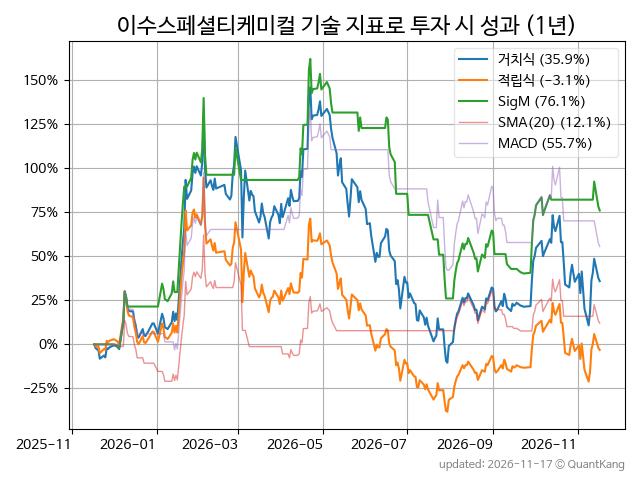 이수스페셜티케미컬 기술 지표로 투자 시 성과 (1년)
거치식 (35.9%)
적립식 (−3.1%)
SigM (76.1%)
SMA(20) (12.1%)
MACD (55.7%)
150%
125%
100%
75%
50%
25%
0%
−25%
2025−11 2026−01 2026−03 2026−05 2026−07 2026−09 2026−11
updated: 2026-11-17 © QuantKang